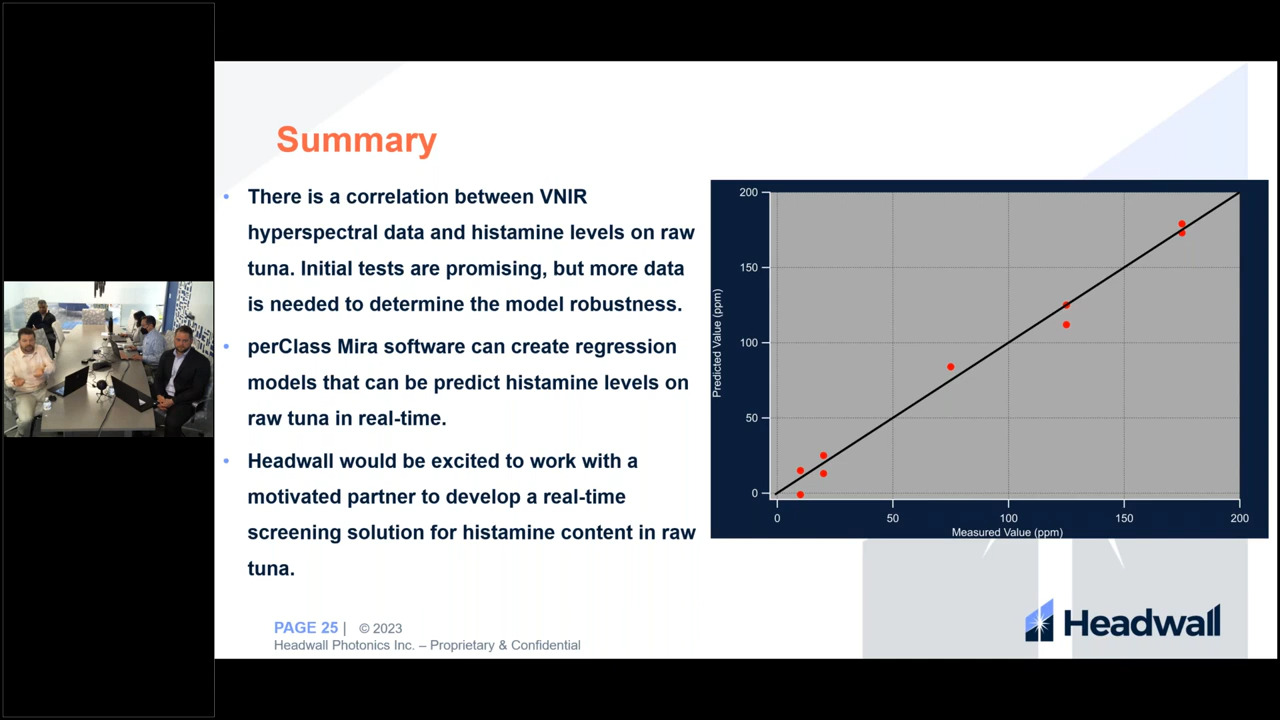 Summary
• There is a correlation between VNIR
hyperspectral data and histamine levels on raw
tuna. Initial tests are promising, but more data
is needed to determine the model robustness.
• perClass Mira software can create regression
models that can be predict histamine levels on
raw tuna in real-time.
• Headwall would be excited to work with a
motivated partner to develop a real-time
screening solution for histamine content in raw
tuna.
Predicted Value (ppm)
200
150
100
50
0
0 50 100 150 200
Measured Value (ppm)
PAGE 25 | © 2023
Headwall Photonics Inc. – Proprietary & Confidential
Headwall